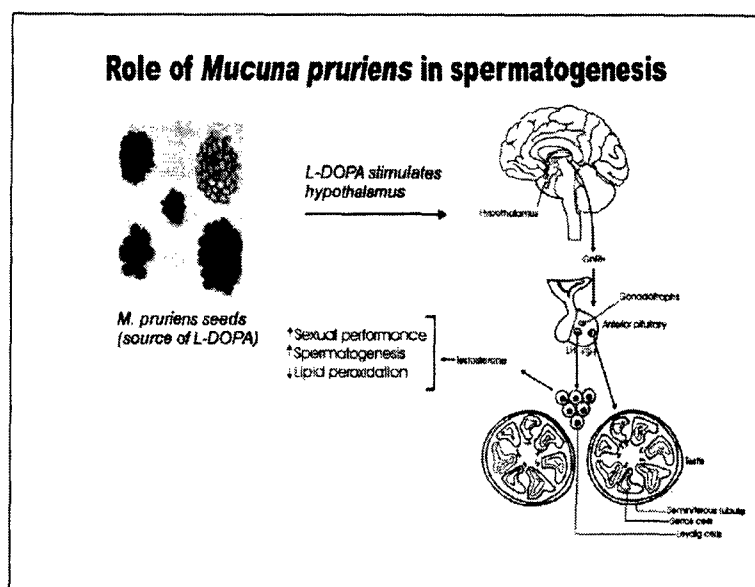 Role of Mucuna pruriens in spermatogenesis
L-DOPA stimulates
hypothalamus
Hypothalamus
GnRH
Gonadotrophs
Anterior pituitary
LH FSH
M. pruriens seeds
(source of L-DOPA)
↑Sexual performance
↑Spermatogenesis
↓Lipid peroxidation
Testosterone
Testis
Seminiferous tubule
Sertoli cells
Leydig cells